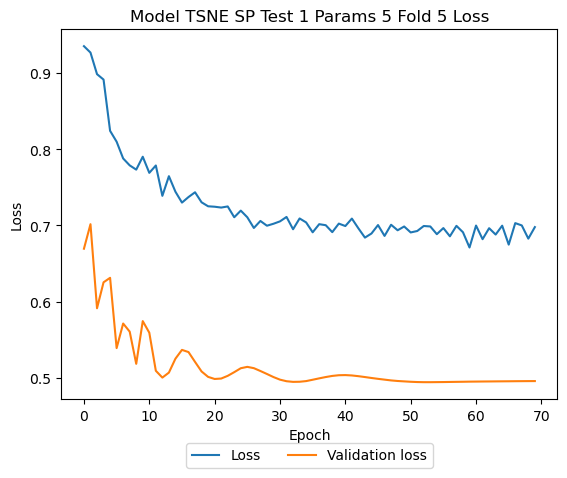 Model TSNE SP Test 1 Params 5 Fold 5 Loss
Loss
0.9
0.8
0.7
0.6
0.5
0 10 20 30 40 50 60 70
Epoch
Loss Validation loss